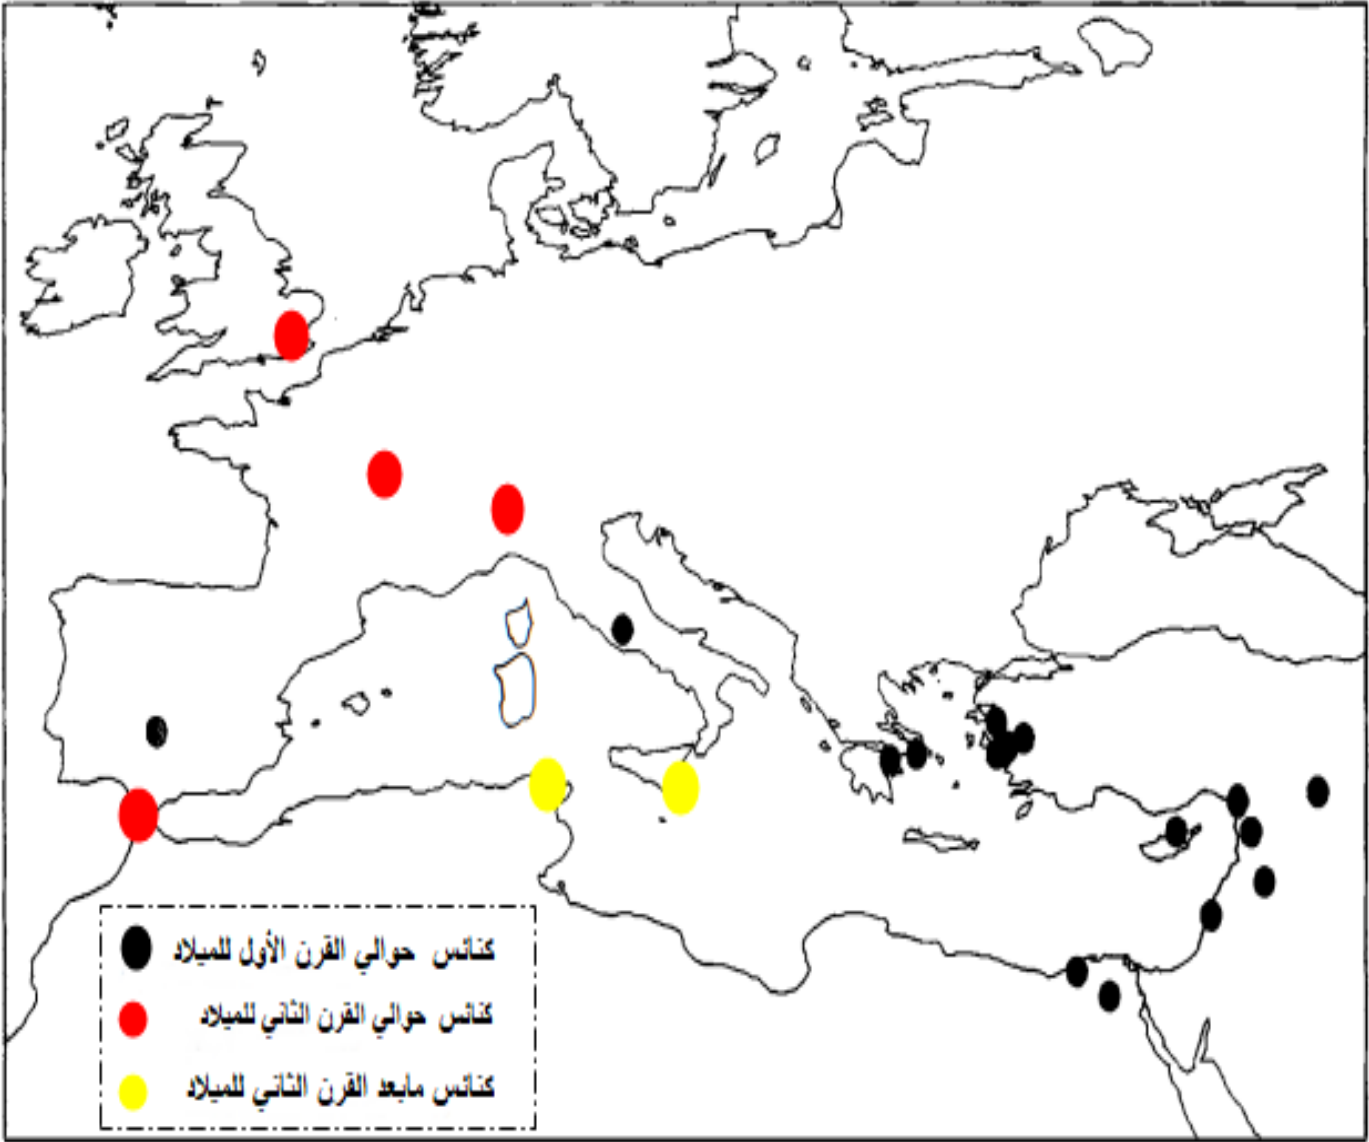 كنائس حوالي القرن الأول للميلاد
كنائس حوالي القرن الثاني للميلاد
كنائس مابعد القرن الثاني للميلاد